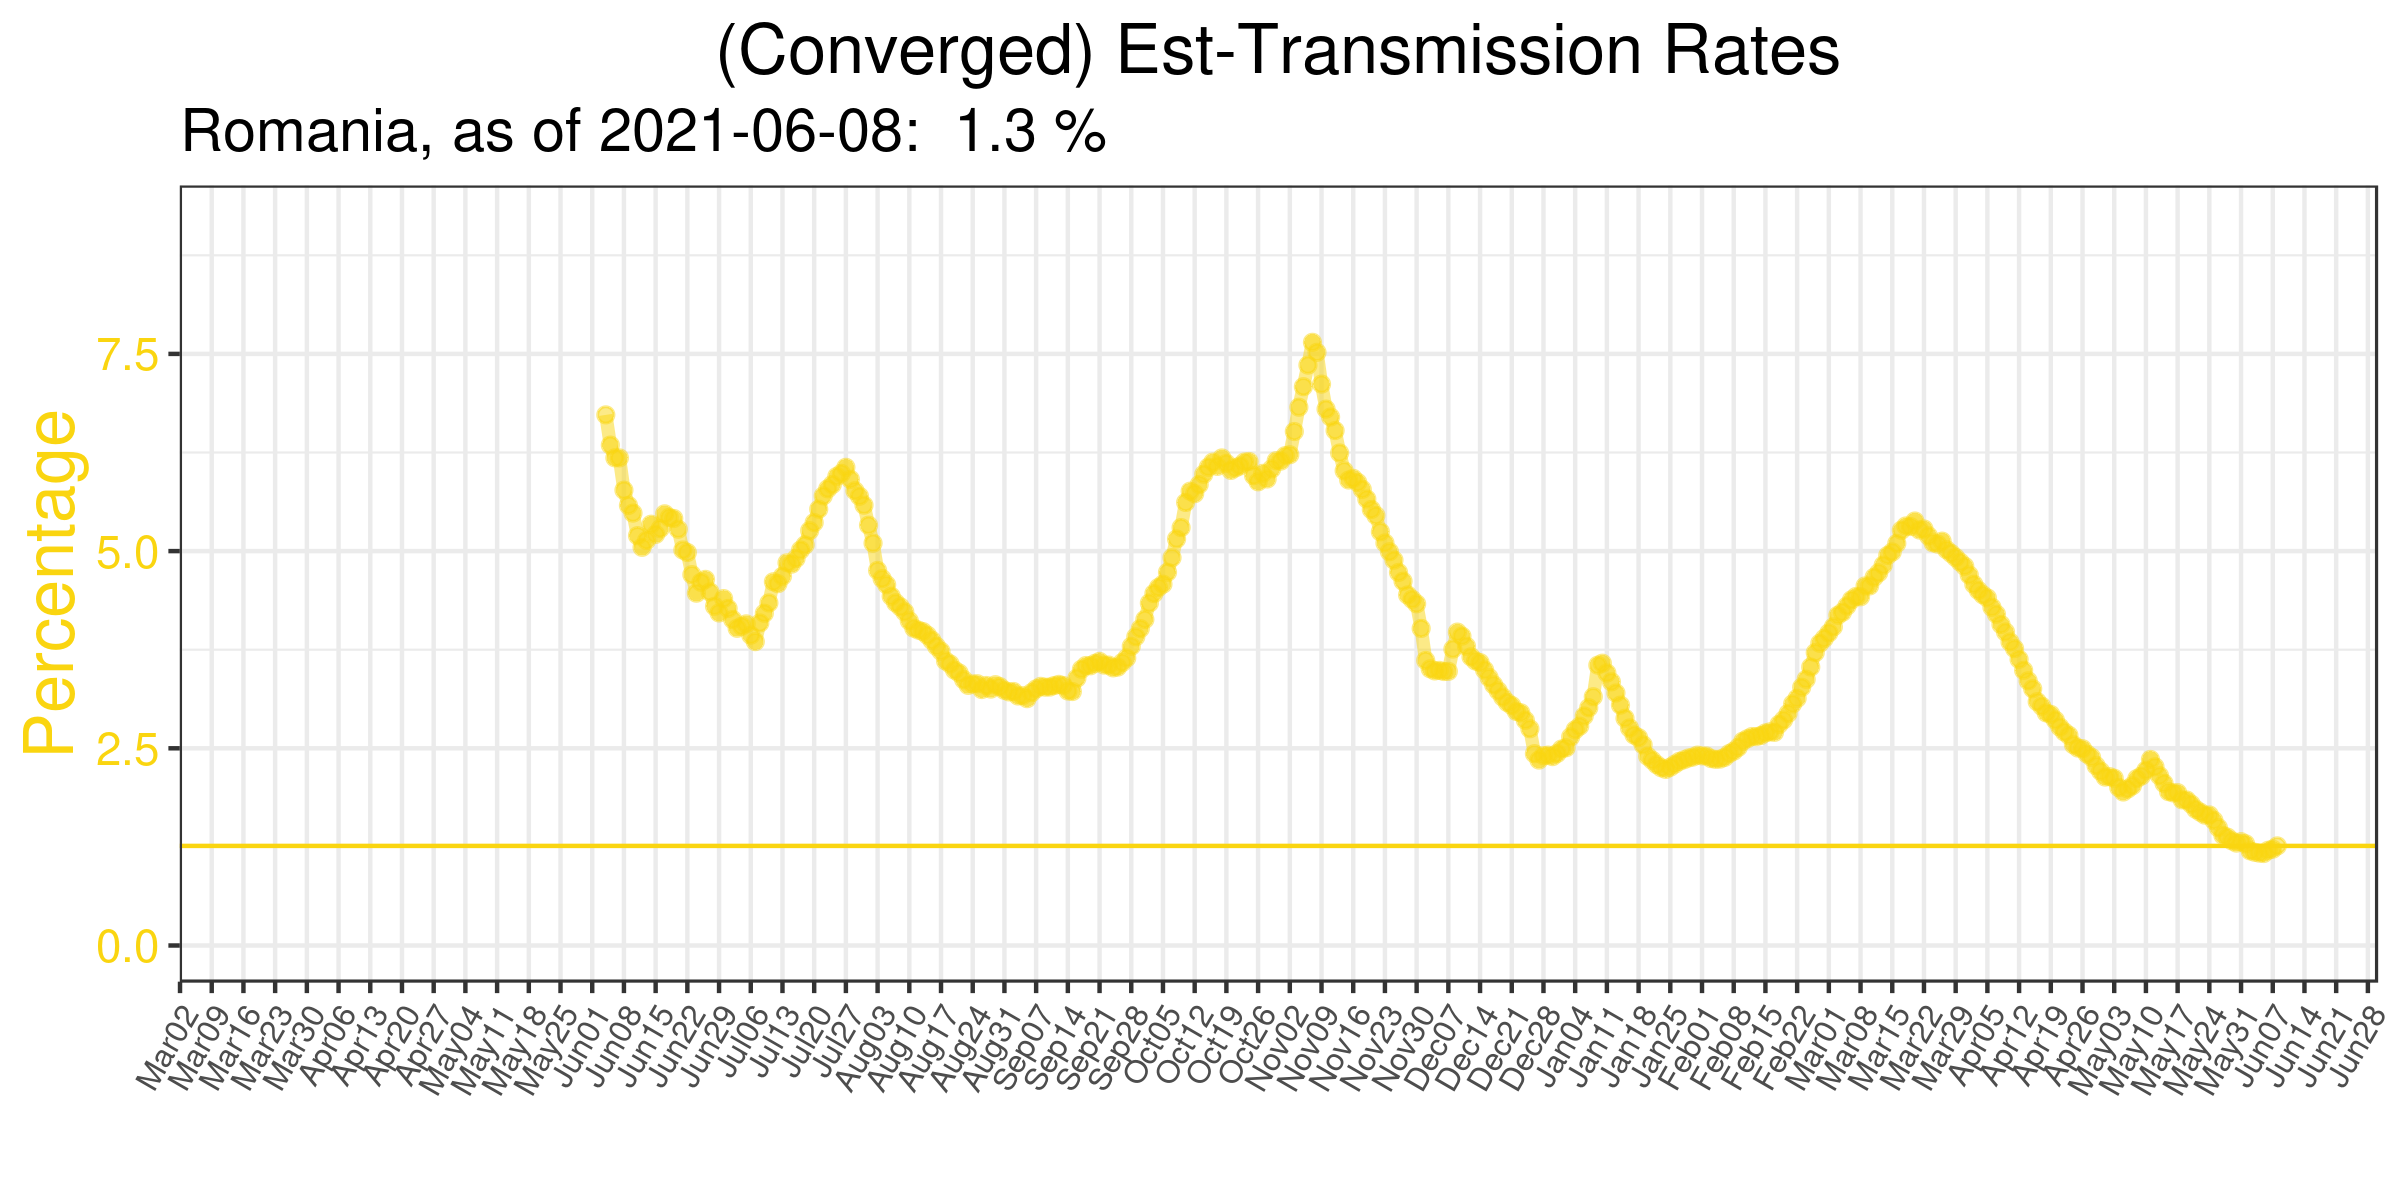 (Converged) Est-Transmission Rates
Romania, as of 2021-06-08:  1.3 %
Percentage
7.5
5.0
2.5
0.0
Mar02
Mar09
Mar16
Mar23
Mar30
Apr06
Apr13
Apr20
Apr27
May04
May11
May18
May25
Jun01
Jun08
Jun15
Jun22
Jun29
Jul06
Jul13
Jul20
Jul27
Aug03
Aug10
Aug17
Aug24
Aug31
Sep07
Sep14
Sep21
Sep28
Oct05
Oct12
Oct19
Oct26
Nov02
Nov09
Nov16
Nov23
Nov30
Dec07
Dec14
Dec21
Dec28
Jan04
Jan11
Jan18
Jan25
Feb01
Feb08
Feb15
Feb22
Mar01
Mar08
Mar15
Mar22
Mar29
Apr05
Apr12
Apr19
Apr26
May03
May10
May17
May24
May31
Jun07
Jun14
Jun21
Jun28